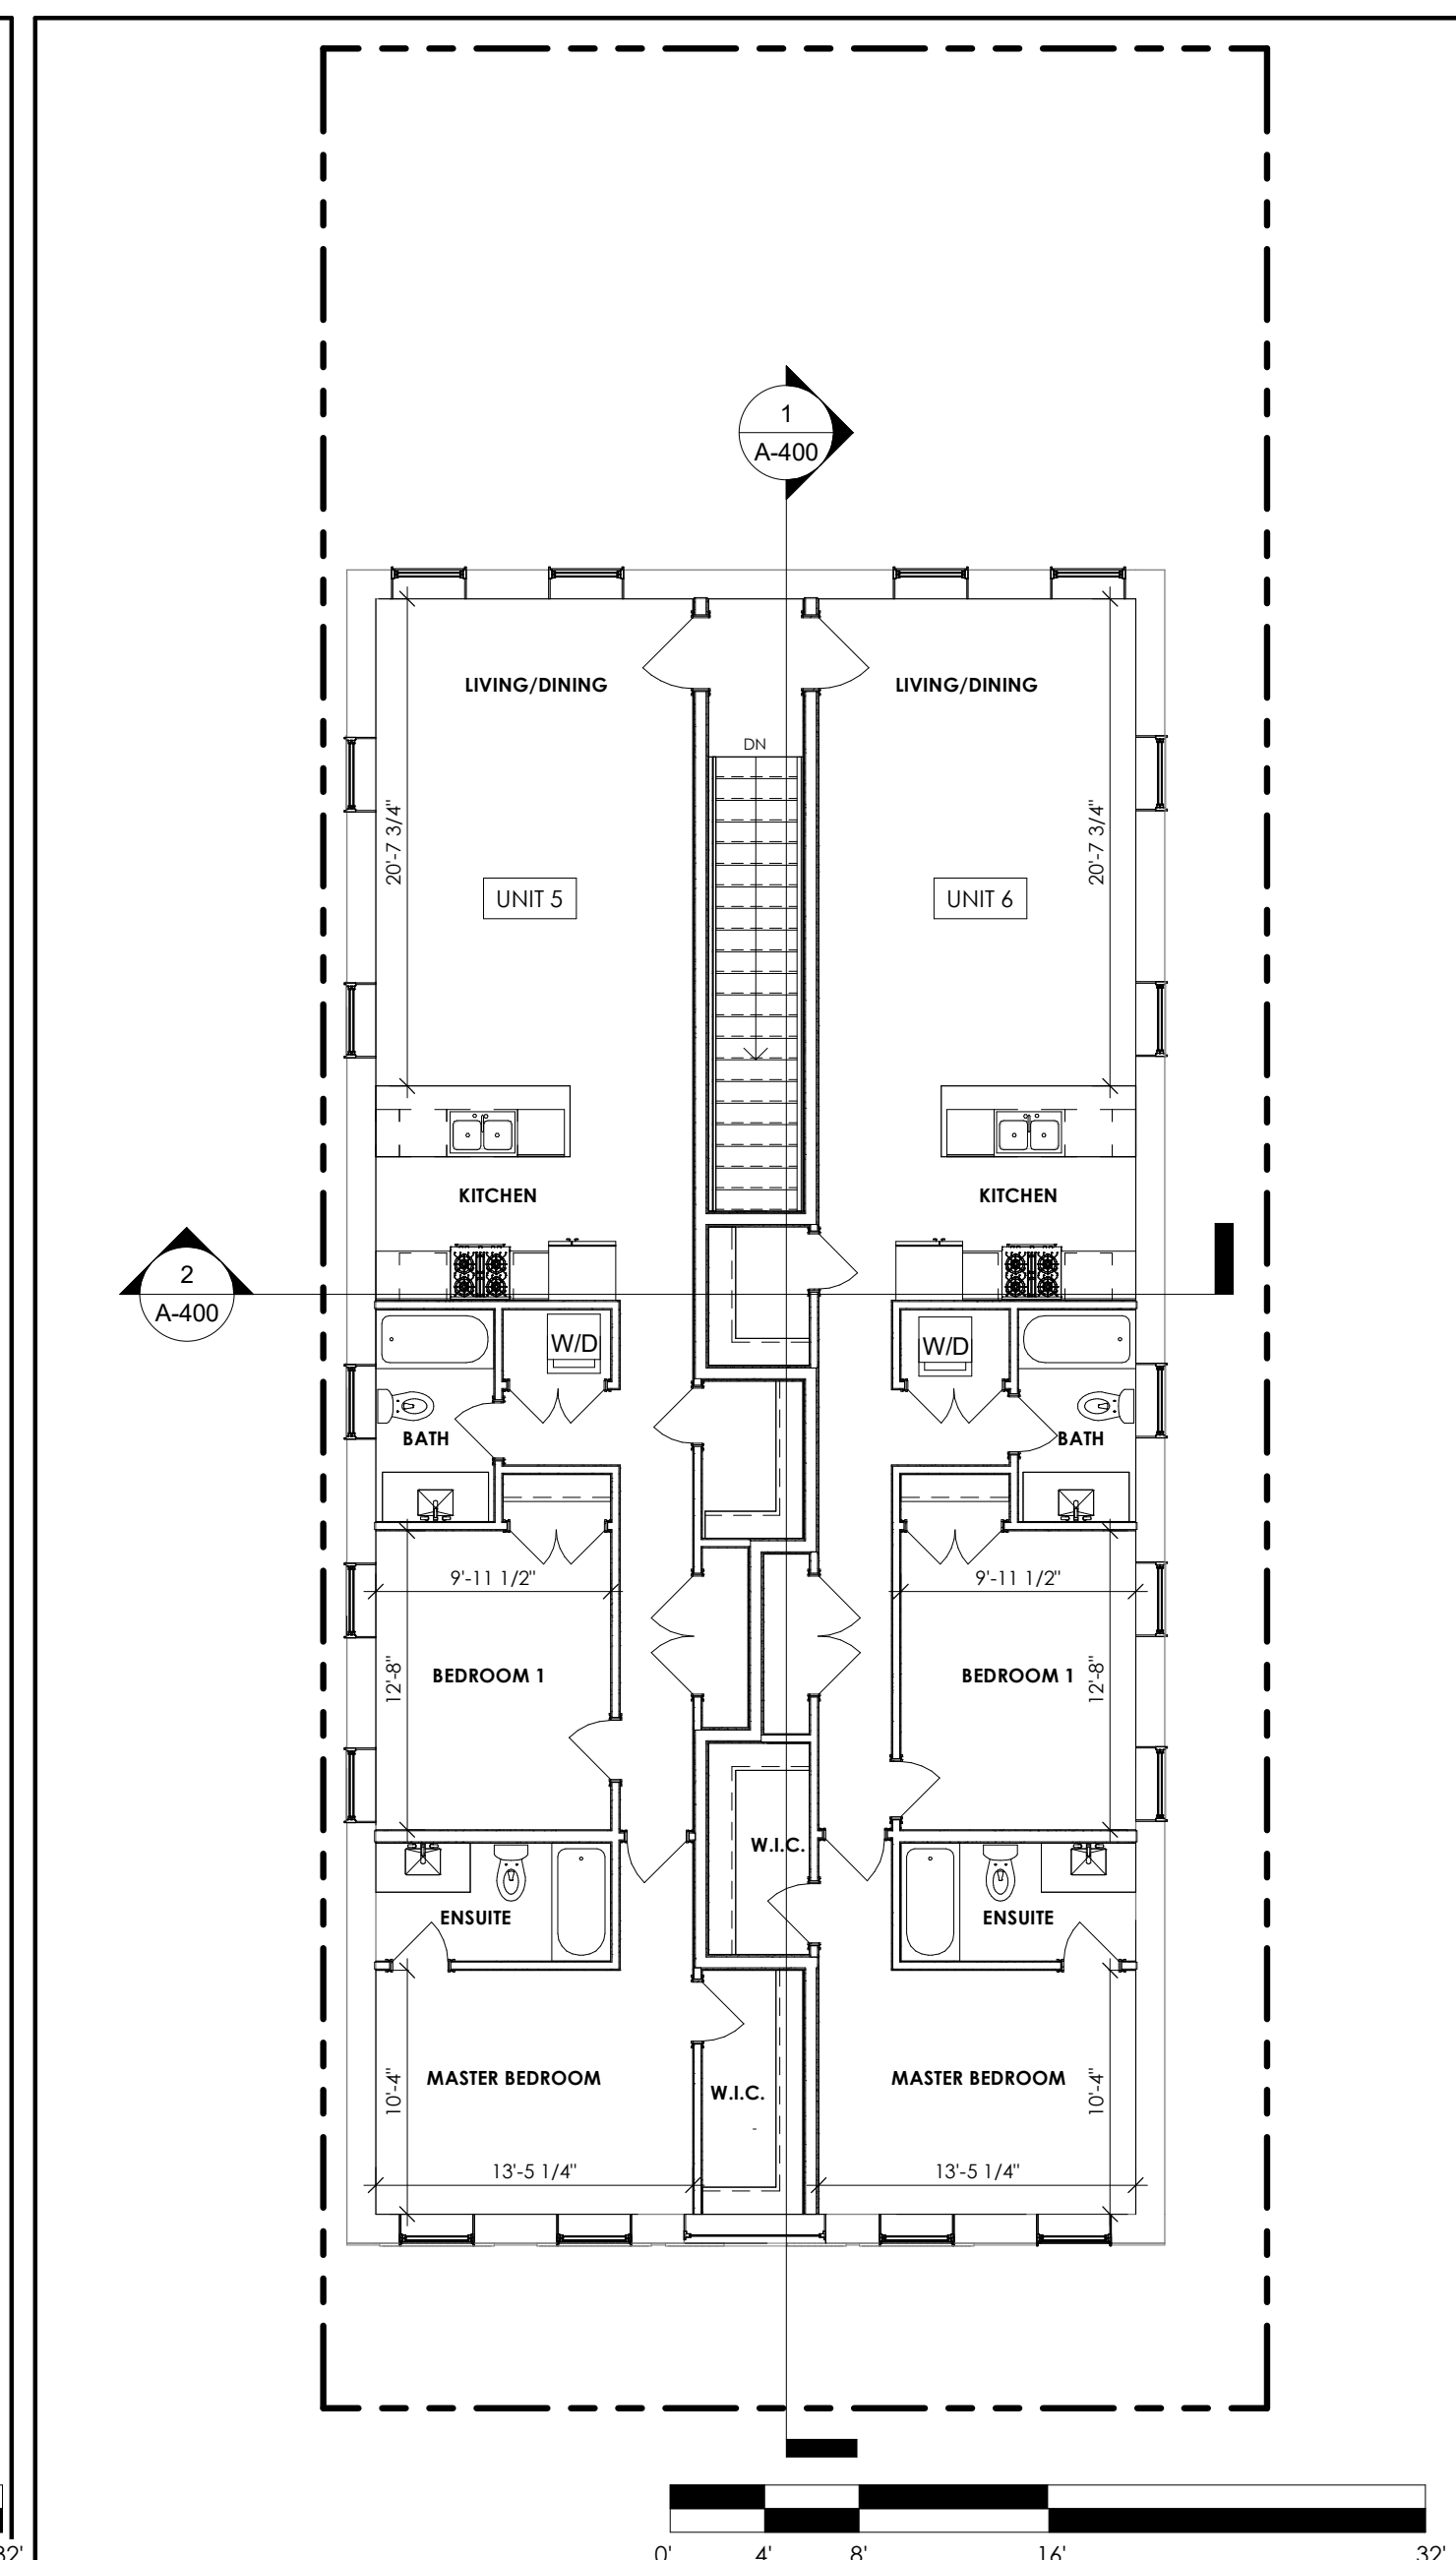 1
A-400
LIVING/DINING
LIVING/DINING
DN
20'-7 3/4"
20'-7 3/4"
UNIT 5
UNIT 6
KITCHEN
KITCHEN
2
A-400
W/D
W/D
BATH
BATH
9'-11 1/2"
9'-11 1/2"
12'-8"
BEDROOM 1
BEDROOM 1
12'-8"
W.I.C.
ENSUITE
ENSUITE
10'-4"
MASTER BEDROOM
MASTER BEDROOM
10'-4"
W.I.C.
-
13'-5 1/4"
13'-5 1/4"
32'
0'
4'
8'
16'
32'